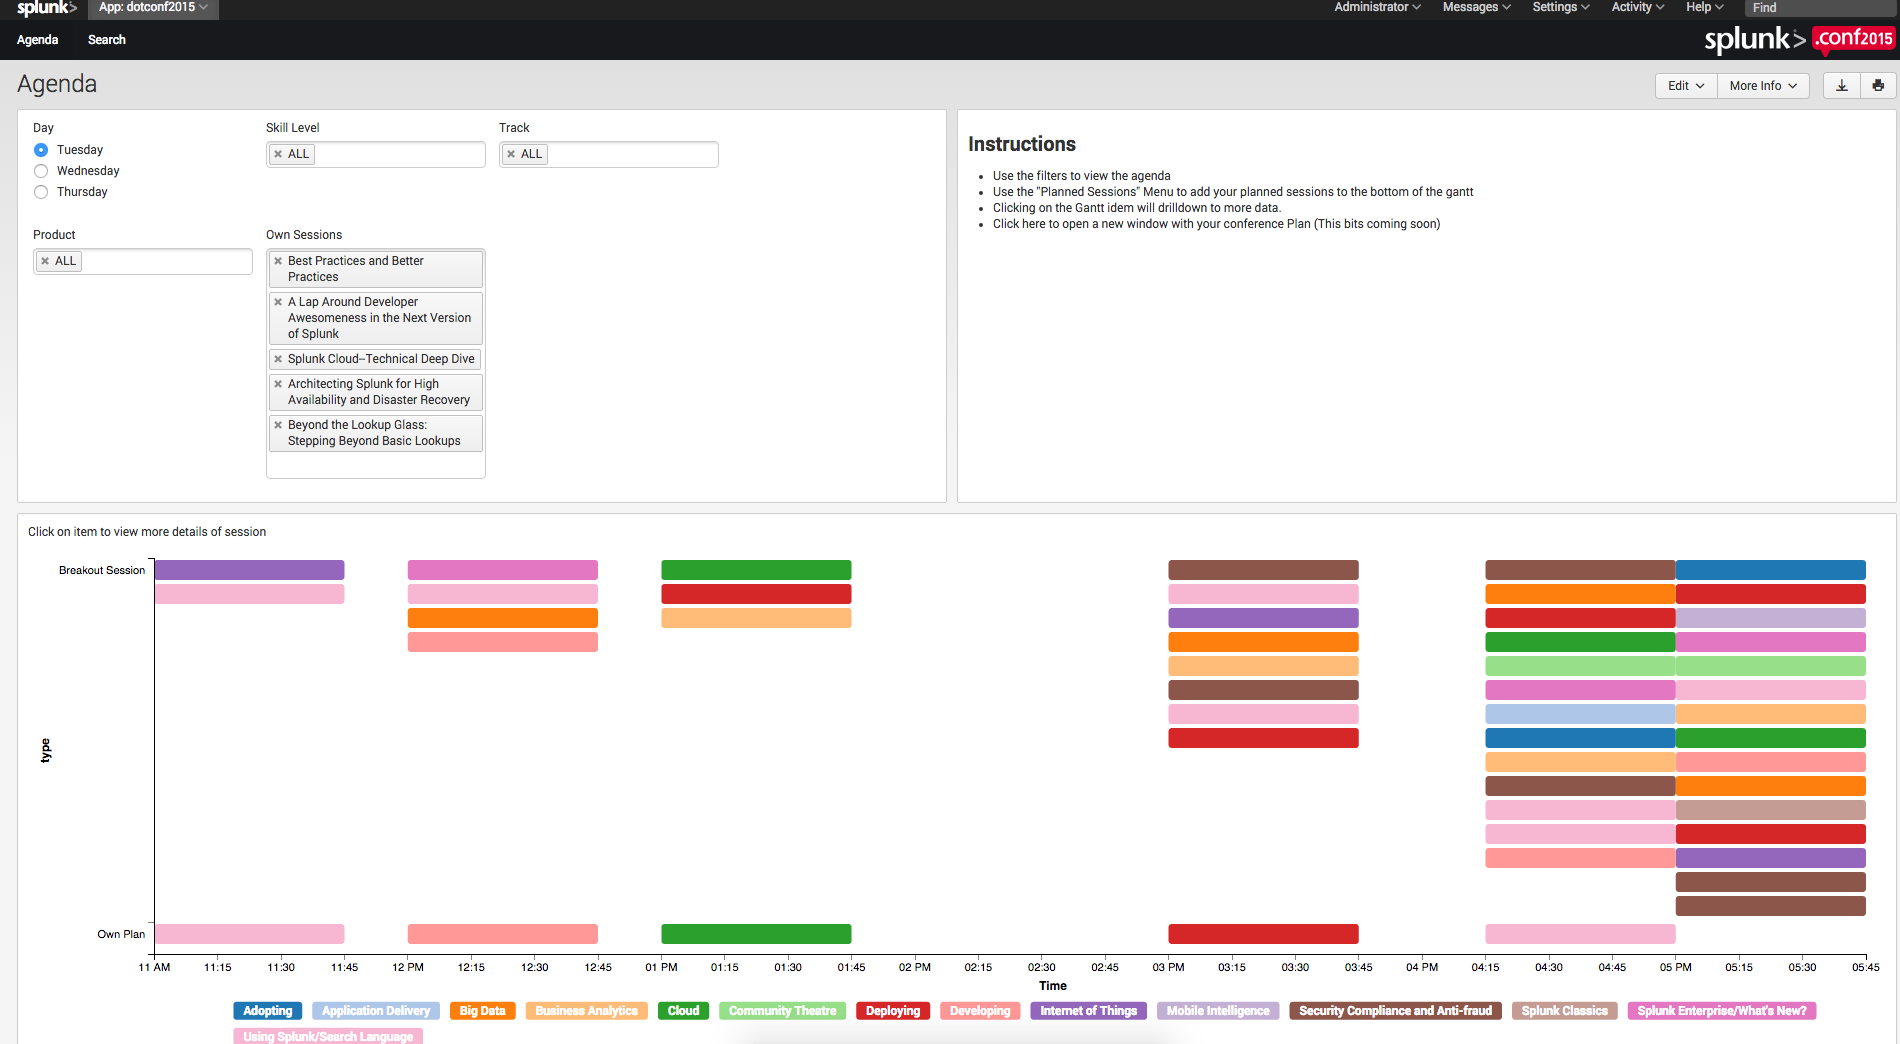 splunk> App: dotconf2015 Administrator Messages Settings Activity Help Find
Agenda Search splunk> .conf2015
Agenda Edit More Info
Day Skill Level Track
Tuesday ALL ALL
Wednesday
Thursday
Product Own Sessions
ALL Best Practices and Better
Practices
A Lap Around Developer
Awesomeness in the Next Version
of Splunk
Splunk Cloud–Technical Deep Dive
Architecting Splunk for High
Availability and Disaster Recovery
Beyond the Lookup Glass:
Stepping Beyond Basic Lookups
Instructions
Use the filters to view the agenda
Use the "Planned Sessions" Menu to add your planned sessions to the bottom of the gantt
Clicking on the Gantt idem will drilldown to more data.
Click here to open a new window with your conference Plan (This bits coming soon)
Click on item to view more details of session
Breakout Session
type
Own Plan
11 AM 11:15 11:30 11:45 12 PM 12:15 12:30 12:45 01 PM 01:15 01:30 01:45 02 PM 02:15 02:30 02:45 03 PM 03:15 03:30 03:45 04 PM 04:15 04:30 04:45 05 PM 05:15 05:30 05:45
Time
Adopting Application Delivery Big Data Business Analytics Cloud Community Theatre Deploying Developing Internet of Things Mobile Intelligence Security Compliance and Anti-fraud Splunk Classics Splunk Enterprise/What's New?
Using Splunk/Search Language